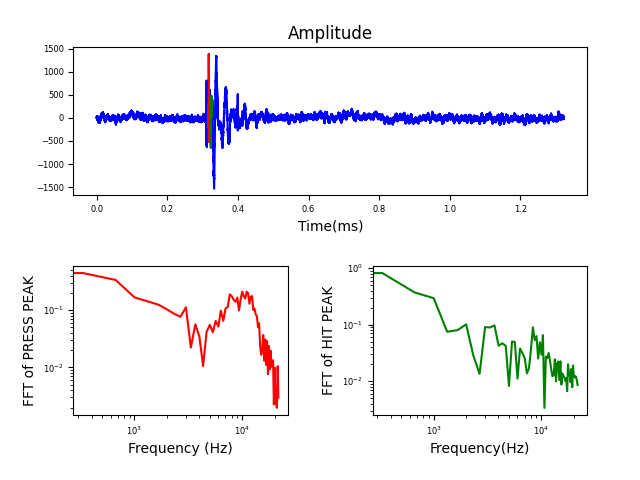 Amplitude
1500
1000
500
0
−500
−1000
−1500
0.0 0.2 0.4 0.6 0.8 1.0 1.2
Time(ms)
FFT of PRESS PEAK
10⁻¹
10⁻²
10³ 10⁴
Frequency (Hz)
FFT of HIT PEAK
10⁰
10⁻¹
10⁻²
10³ 10⁴
Frequency(Hz)